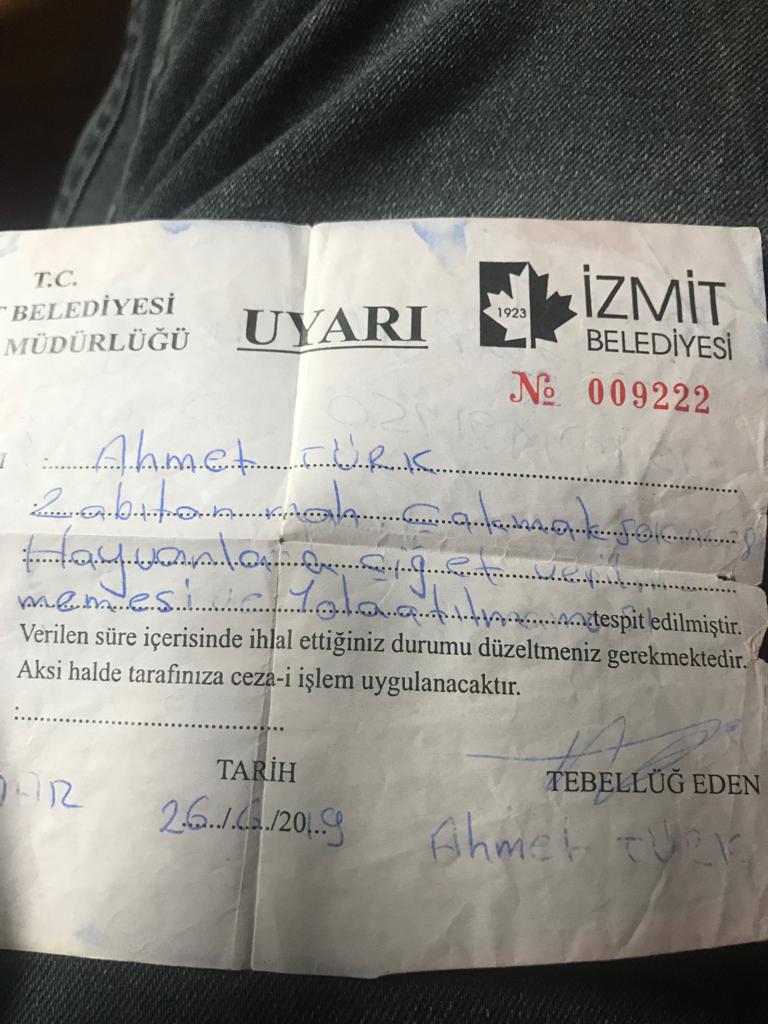 T.C.
BELEDİYESİ
MÜDÜRLÜĞÜ
UYARI
1923
İZMİT
BELEDİYESİ
No 009222
: Ahmet TÜRK
: Zabıtan mah. Çakmak
: Hayvanlara çiğ et veril
memesi Yola atılmaması tespit edilmiştir.
Verilen süre içerisinde ihlal ettiğiniz durumu düzeltmeniz gerekmektedir.
Aksi halde tarafınıza ceza-i işlem uygulanacaktır.
TARİH
TEBELLÜĞ EDEN
26/6/2019
Ahmet TÜRK